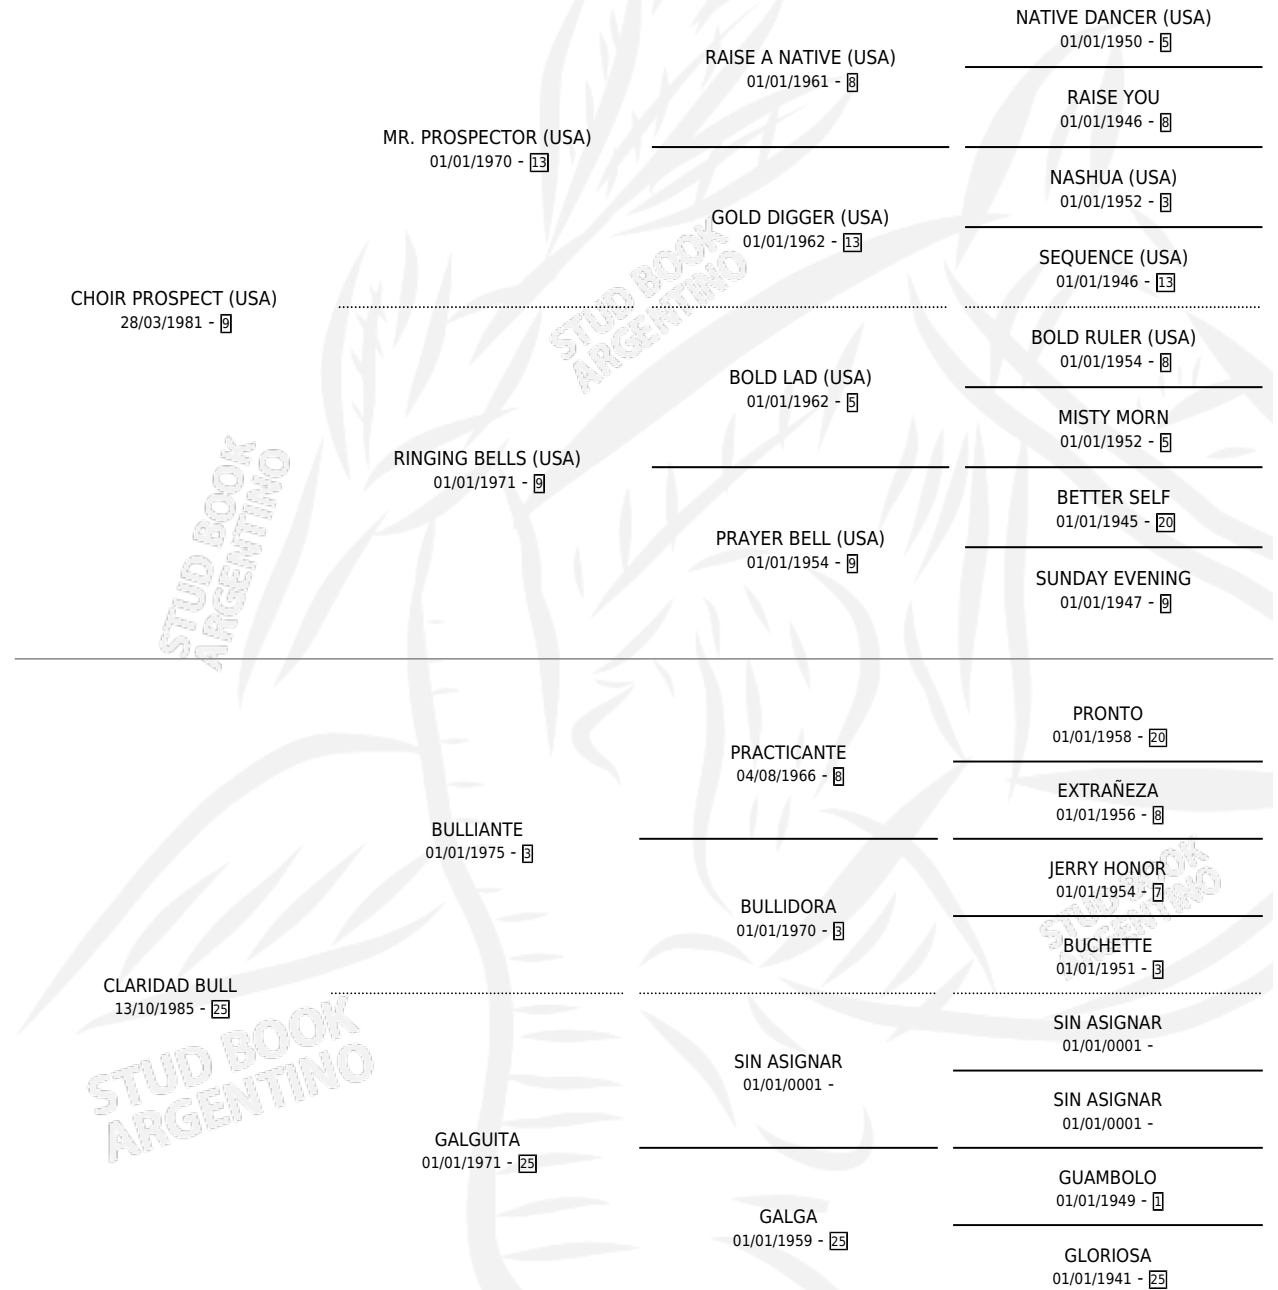 NATIVE DANCER (USA)
01/01/1950 - 5
RAISE A NATIVE (USA)
01/01/1961 - 8
RAISE YOU
01/01/1946 - 8
MR. PROSPECTOR (USA)
01/01/1970 - 13
NASHUA (USA)
01/01/1952 - 3
GOLD DIGGER (USA)
01/01/1962 - 13
SEQUENCE (USA)
01/01/1946 - 13
CHOIR PROSPECT (USA)
28/03/1981 - 9
STUD BOOK
ARGENTINO
BOLD RULER (USA)
01/01/1954 - 8
BOLD LAD (USA)
01/01/1962 - 5
MISTY MORN
01/01/1952 - 5
RINGING BELLS (USA)
01/01/1971 - 9
BETTER SELF
01/01/1945 - 20
PRAYER BELL (USA)
01/01/1954 - 9
SUNDAY EVENING
01/01/1947 - 9
STUD BOOK
ARGENTINO
PRONTO
01/01/1958 - 20
PRACTICANTE
04/08/1966 - 8
EXTRAÑEZA
01/01/1956 - 8
BULLIANTE
01/01/1975 - 3
JERRY HONOR
01/01/1954 - 7
BULLIDORA
01/01/1970 - 3
BUCHETTE
01/01/1951 - 3
STUD BOOK
ARGENTINO
CLARIDAD BULL
13/10/1985 - 25
SIN ASIGNAR
01/01/0001 -
SIN ASIGNAR
01/01/0001 -
SIN ASIGNAR
01/01/0001 -
STUD BOOK
ARGENTINO
GALGUITA
01/01/1971 - 25
GUAMBOLO
01/01/1949 - 1
GALGA
01/01/1959 - 25
GLORIOSA
01/01/1941 - 25